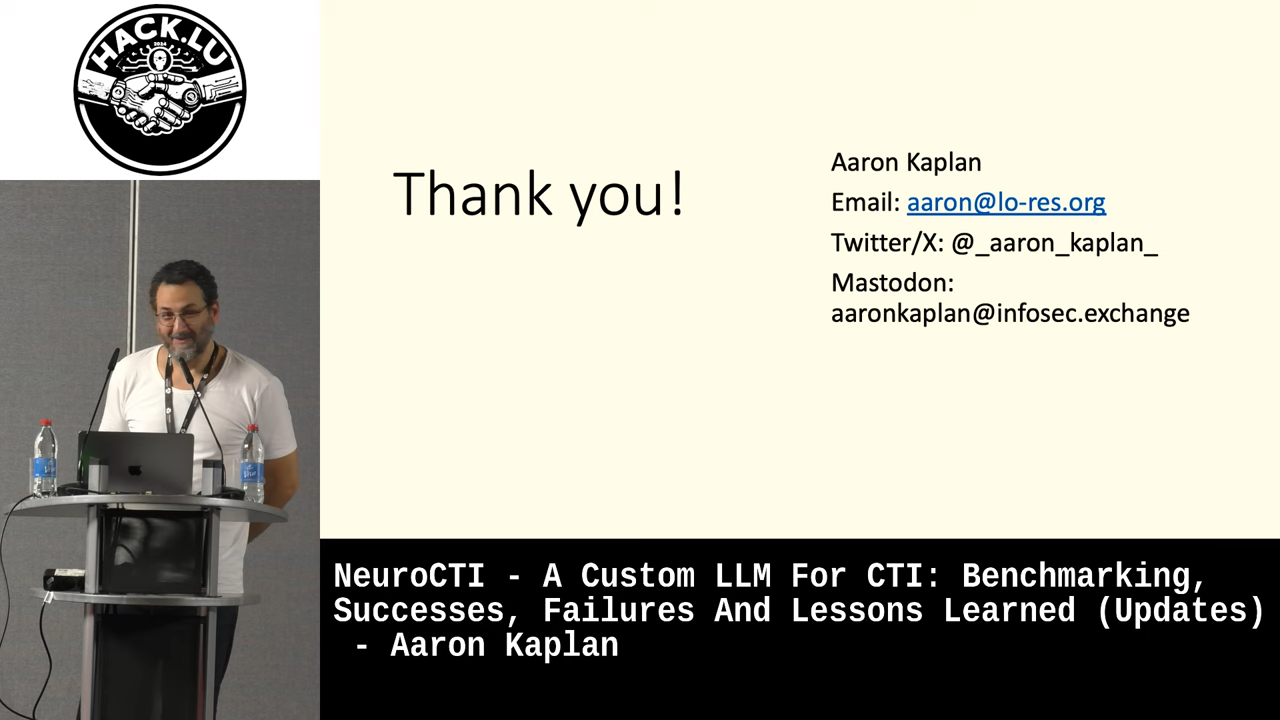 HACK.LU
2024
Thank you!
Aaron Kaplan
Email: aaron@lo-res.org
Twitter/X: @_aaron_kaplan_
Mastodon:
aaronkaplan@infosec.exchange
NeuroCTI - A Custom LLM For CTI: Benchmarking,
Successes, Failures And Lessons Learned (Updates)
- Aaron Kaplan